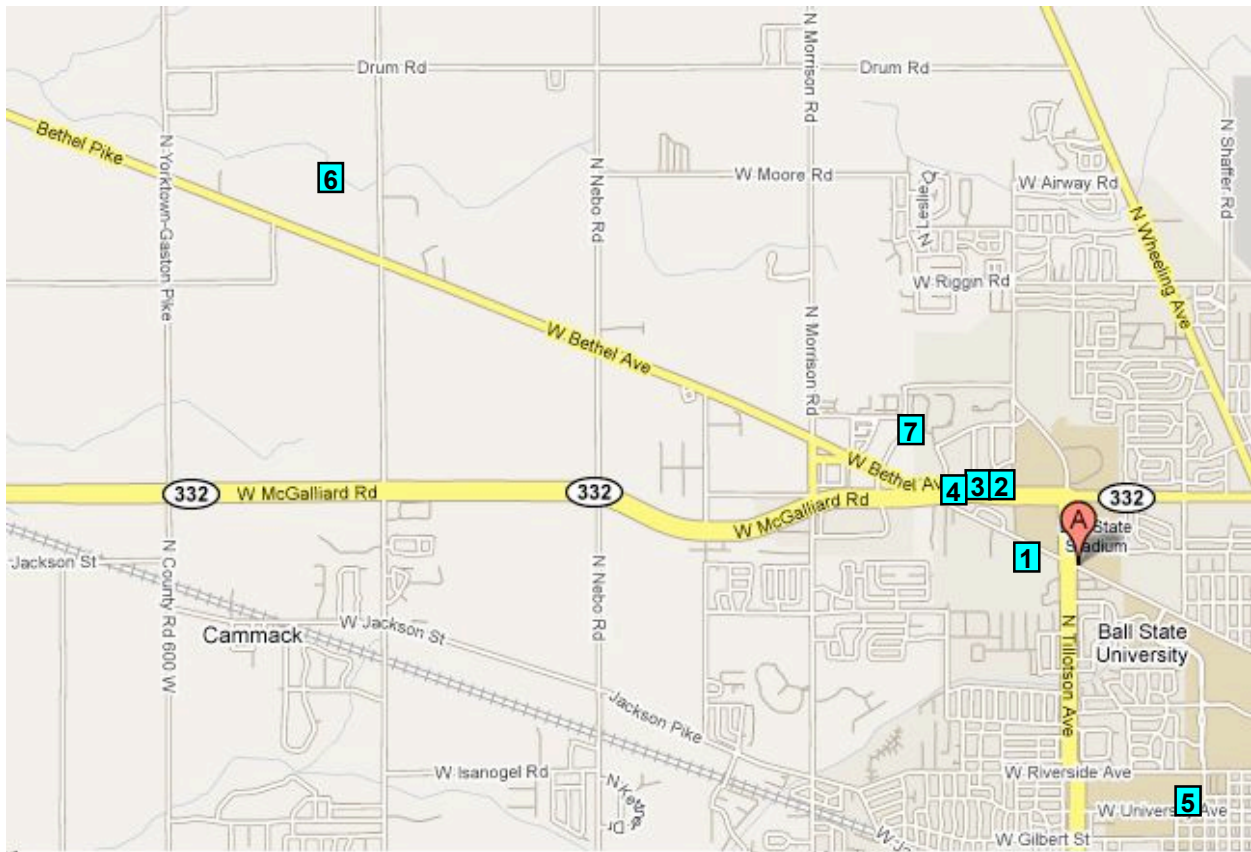 Drum Rd
Drum Rd
N Morrison Rd
Bethel Pike
N Yorktown-Gaston Pike
6
N Nebo Rd
W Moore Rd
N Leslie
W Airway Rd
N Shaffer Rd
N Wheeling Ave
W Riggin Rd
W Bethel Ave
N Morrison Rd
7
W Bethel Av
4
3
2
332
W McGalliard Rd
332
W McGalliard Rd
332
A
State
Stadium
1
Jackson St
N County Rd 600 W
Cammack
W Jackson St
N Nebo Rd
N Tillotson Ave
Ball State
University
Jackson Pike
W Isanogel Rd
W Riverside Ave
5
W University Ave
W Gilbert St